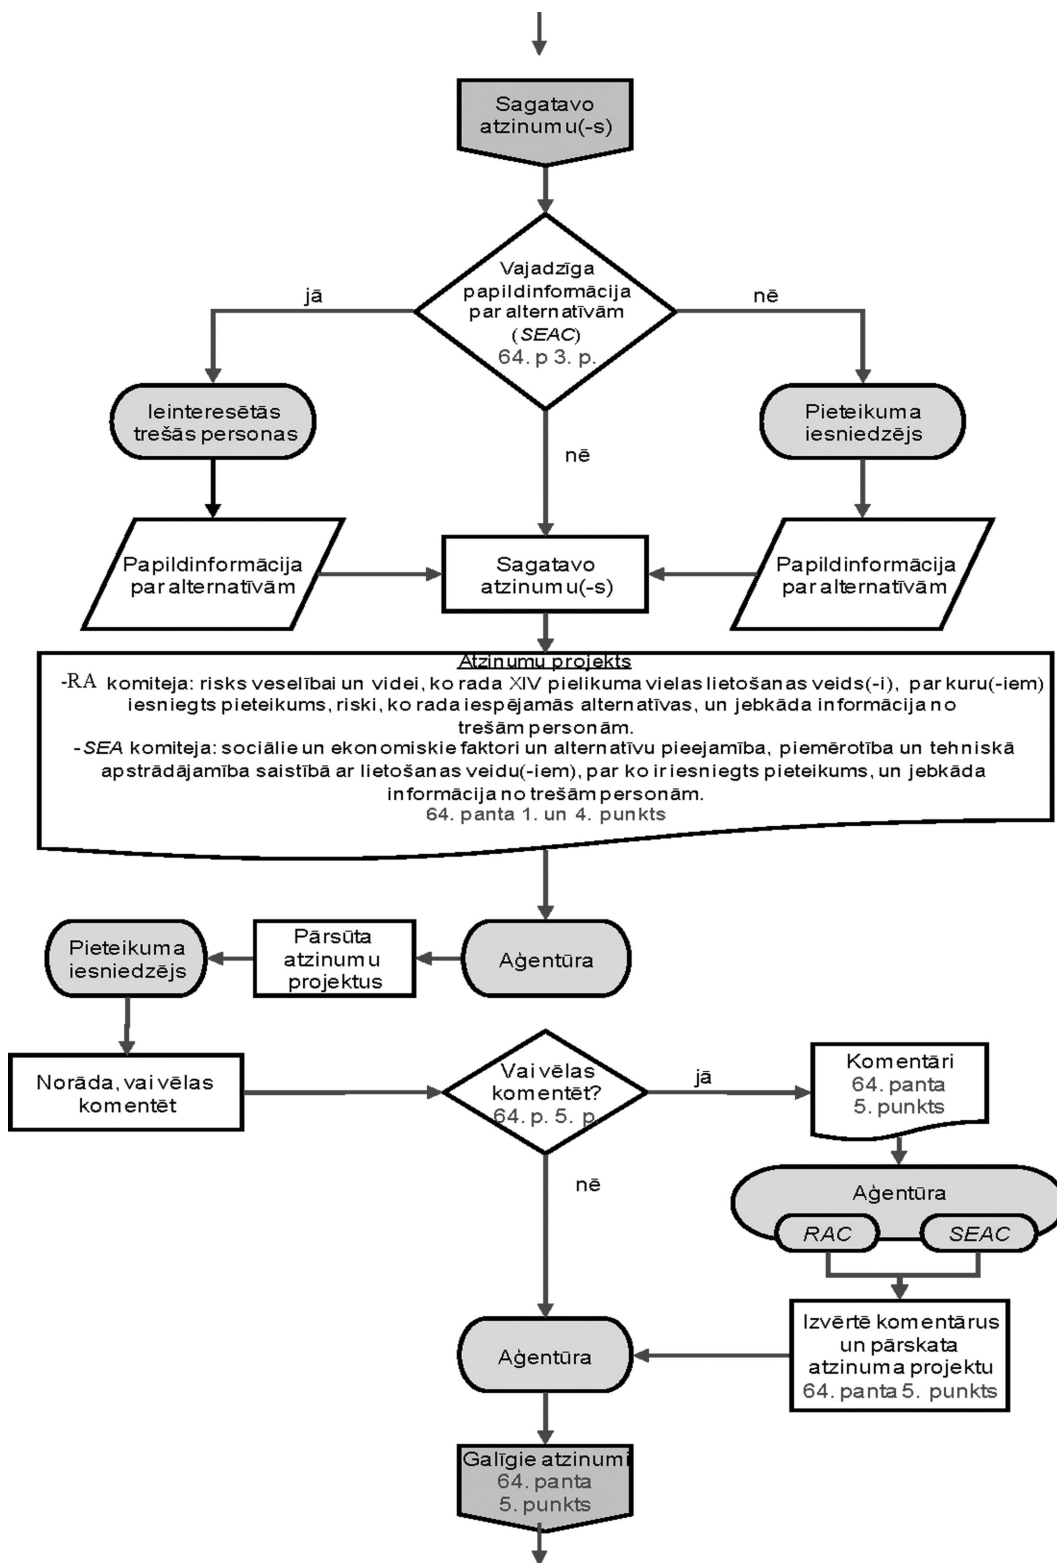 Sagatavo
atzinumu(-s)
Vajadzīga
papildinformācija
par alternatīvām
(SEAC)
64. p 3. p.
jā
nē
Ieinteresētās
trešās personas
Pieteikuma
iesniedzējs
nē
Papildinformācija
par alternatīvām
Sagatavo
atzinumu(-s)
Papildinformācija
par alternatīvām
Atzinumu projekts
-RA komiteja: risks veselībai un videi, ko rada XIV pielikuma vielas lietošanas veids(-i), par kuru(-iem)
iesniegts pieteikums, riski, ko rada iespējamās alternatīvas, un jebkāda informācija no
trešām personām.
-SEA komiteja: sociālie un ekonomiskie faktori un alternatīvu pieejamība, piemērotība un tehniskā
apstrādājamība saistībā ar lietošanas veidu(-iem), par ko ir iesniegts pieteikums, un jebkāda
informācija no trešām personām.
64. panta 1. un 4. punkts
Pieteikuma
iesniedzējs
Pārsūta
atzinumu
projektus
Aģentūra
Norāda, vai vēlas
komentēt
Vai vēlas
komentēt?
64. p. 5. p.
jā
Komentāri
64. panta
5. punkts
nē
Aģentūra
RAC
SEAC
Izvērtē komentārus
un pārskata
atzinuma projektu
64. panta 5. punkts
Aģentūra
Galīgie atzinumi
64. panta
5. punkts